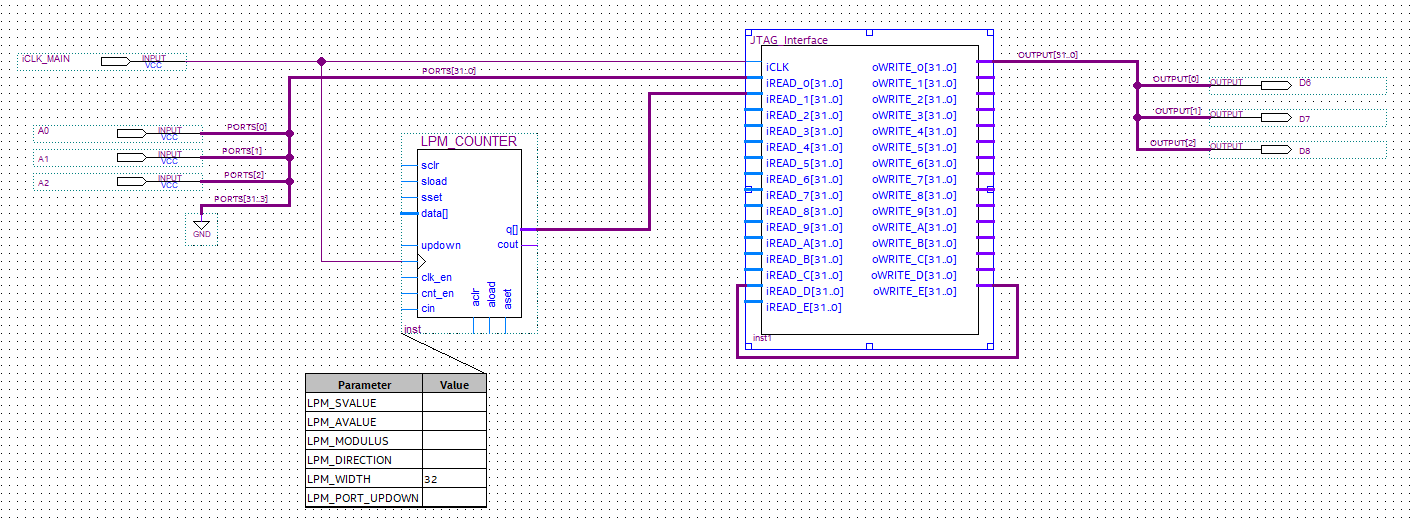 iCLK_MAIN
INPUT
VCC
A0
INPUT
VCC
PORTS[0]
A1
INPUT
VCC
PORTS[1]
A2
INPUT
VCC
PORTS[2]
PORTS[31..3]
GND
PORTS[31..0]
LPM_COUNTER
sclr
sload
sset
data[]
q[]
updown
cout
clk_en
cnt_en
cin
aclr
aload
aset
inst
Parameter Value
LPM_SVALUE
LPM_AVALUE
LPM_MODULUS
LPM_DIRECTION
LPM_WIDTH 32
LPM_PORT_UPDOWN
JTAG_Interface
iCLK oWRITE_0[31..0]
iREAD_0[31..0] oWRITE_1[31..0]
iREAD_1[31..0] oWRITE_2[31..0]
iREAD_2[31..0] oWRITE_3[31..0]
iREAD_3[31..0] oWRITE_4[31..0]
iREAD_4[31..0] oWRITE_5[31..0]
iREAD_5[31..0] oWRITE_6[31..0]
iREAD_6[31..0] oWRITE_7[31..0]
iREAD_7[31..0] oWRITE_8[31..0]
iREAD_8[31..0] oWRITE_9[31..0]
iREAD_9[31..0] oWRITE_A[31..0]
iREAD_A[31..0] oWRITE_B[31..0]
iREAD_B[31..0] oWRITE_C[31..0]
iREAD_C[31..0] oWRITE_D[31..0]
iREAD_D[31..0] oWRITE_E[31..0]
iREAD_E[31..0]
inst1
OUTPUT[31..0]
OUTPUT[0]
OUTPUT
D6
OUTPUT[1]
OUTPUT
D7
OUTPUT[2]
OUTPUT
D8